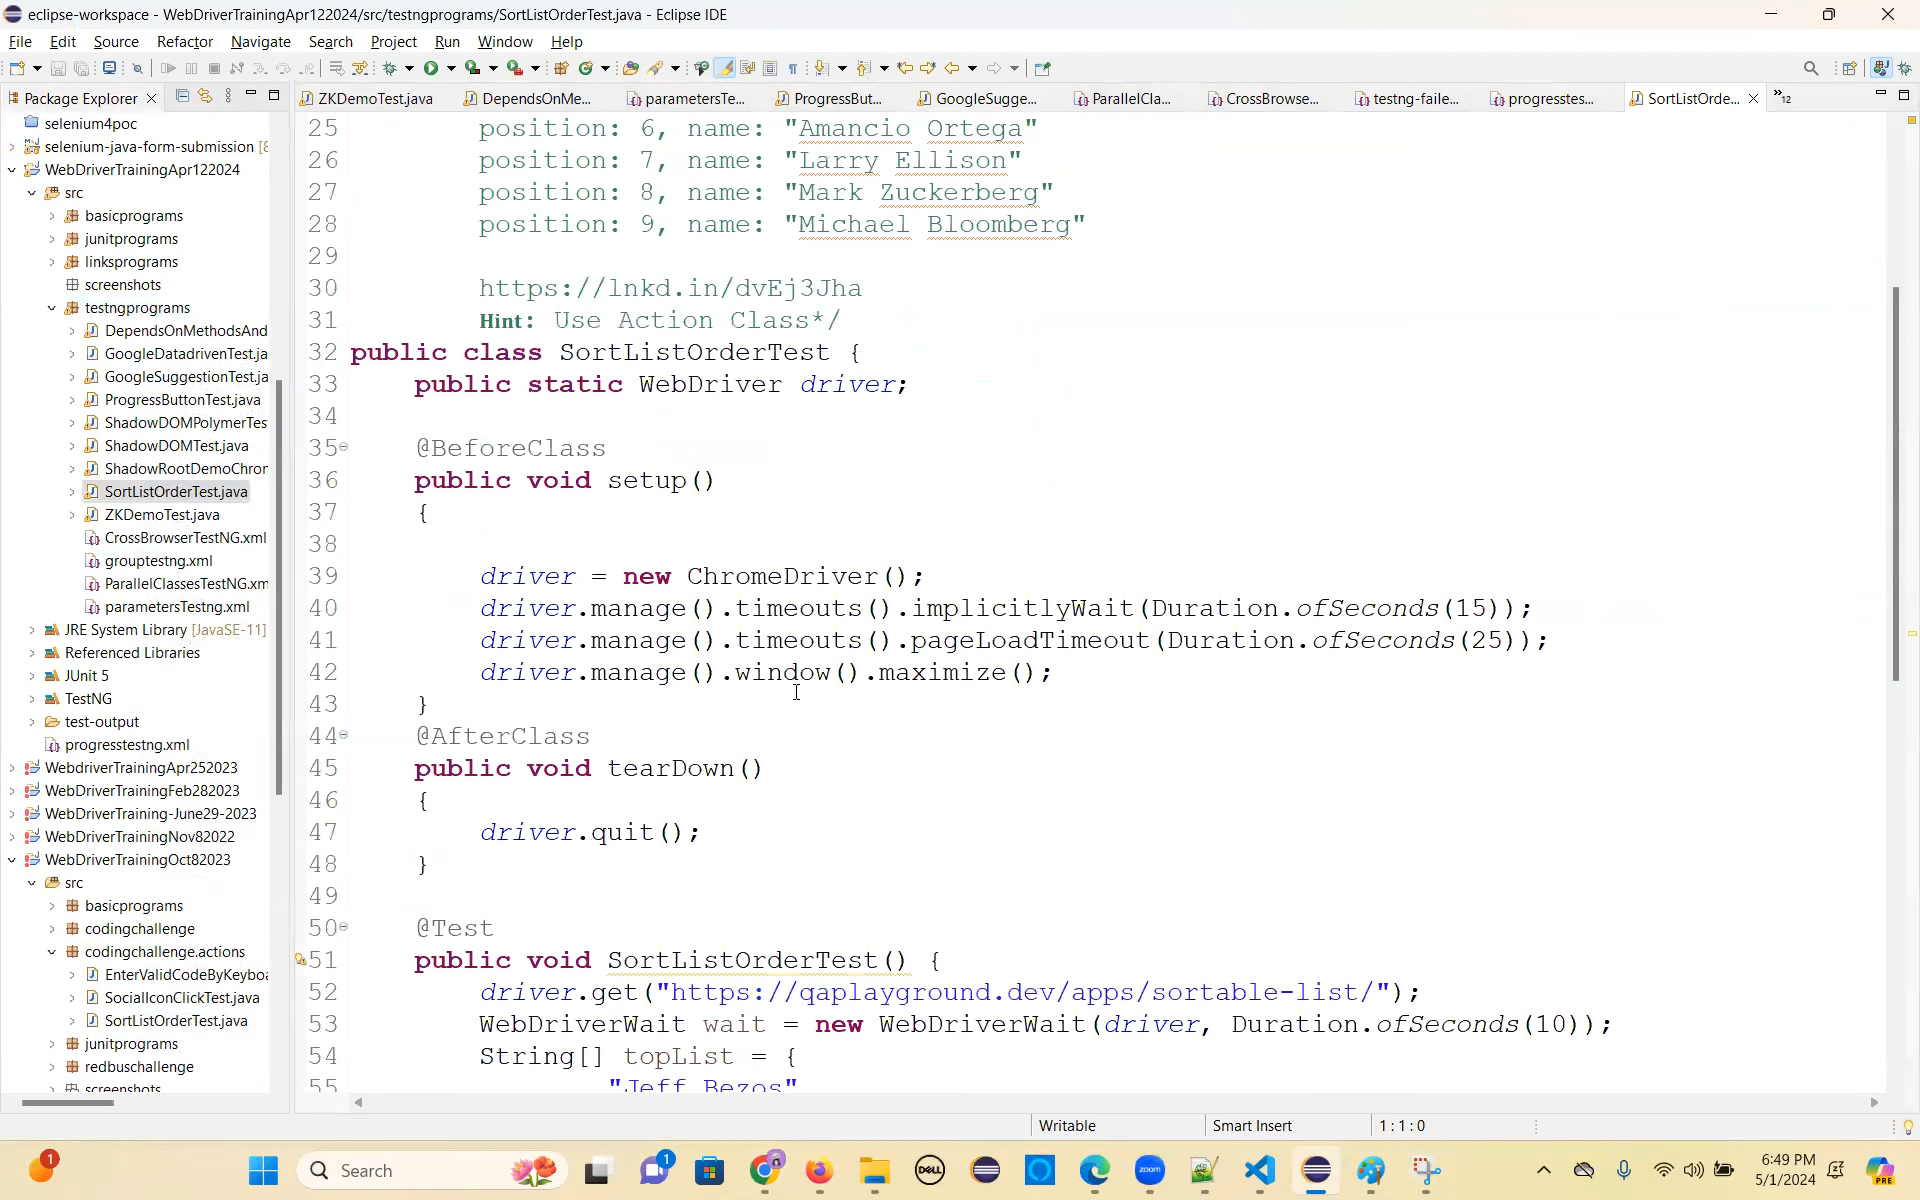 eclipse-workspace - WebDriverTrainingApr122024/src/testngprograms/SortListOrderTest.java - Eclipse IDE
File Edit Source Refactor Navigate Search Project Run Window Help
Package Explorer
ZKDemoTest.java DependsOnMe... parametersTe... ProgressBut... GoogleSugge... ParallelCla... CrossBrowse... testng-faile... progresstes... SortListOrde... 12
selenium4poc
selenium-java-form-submission [8
WebDriverTrainingApr122024
src
basicprograms
junitprograms
linksprograms
screenshots
testngprograms
DependsOnMethodsAnd
GoogleDatadrivenTest.ja
GoogleSuggestionTest.ja
ProgressButtonTest.java
ShadowDOMPolymerTes
ShadowDOMTest.java
ShadowRootDemoChron
SortListOrderTest.java
ZKDemoTest.java
CrossBrowserTestNG.xml
grouptestng.xml
ParallelClassesTestNG.xm
parametersTestng.xml
JRE System Library [JavaSE-11]
Referenced Libraries
JUnit 5
TestNG
test-output
progresstestng.xml
WebdriverTrainingApr252023
WebDriverTrainingFeb282023
WebDriverTraining-June29-2023
WebDriverTrainingNov82022
WebDriverTrainingOct82023
src
basicprograms
codingchallenge
codingchallenge.actions
EnterValidCodeByKeyboa
SocialIconClickTest.java
SortListOrderTest.java
junitprograms
redbuschallenge
screenshots
25 position: 6, name: "Amancio Ortega"
26 position: 7, name: "Larry Ellison"
27 position: 8, name: "Mark Zuckerberg"
28 position: 9, name: "Michael Bloomberg"
29
30 https://lnkd.in/dvEj3Jha
31 Hint: Use Action Class*/
32 public class SortListOrderTest {
33 public static WebDriver driver;
34
35 @BeforeClass
36 public void setup()
37 {
38
39 driver = new ChromeDriver();
40 driver.manage().timeouts().implicitlyWait(Duration.ofSeconds(15));
41 driver.manage().timeouts().pageLoadTimeout(Duration.ofSeconds(25));
42 driver.manage().window().maximize();
43 }
44 @AfterClass
45 public void tearDown()
46 {
47 driver.quit();
48 }
49
50 @Test
51 public void SortListOrderTest() {
52 driver.get("https://qaplayground.dev/apps/sortable-list/");
53 WebDriverWait wait = new WebDriverWait(driver, Duration.ofSeconds(10));
54 String[] topList = {
55 "Jeff Bezos"
Writable Smart Insert 1 : 1 : 0
1 Search 1 DELL zoom PRE
6:49 PM
5/1/2024